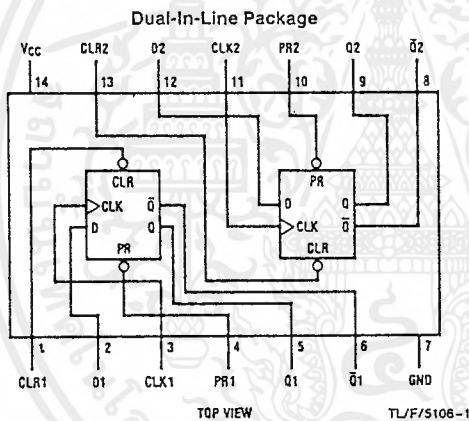 Dual-In-Line Package
VCC CLR2 D2 CLK2 PR2 Q2 Q̅2
14 13 12 11 10 9 8
CLR PR
CLK Q̅ D Q
D Q CLK Q̅
PR CLR
1 2 3 4 5 6 7
CLR1 D1 CLK1 PR1 Q1 Q̅1 GND
TOP VIEW TL/F/5106-1